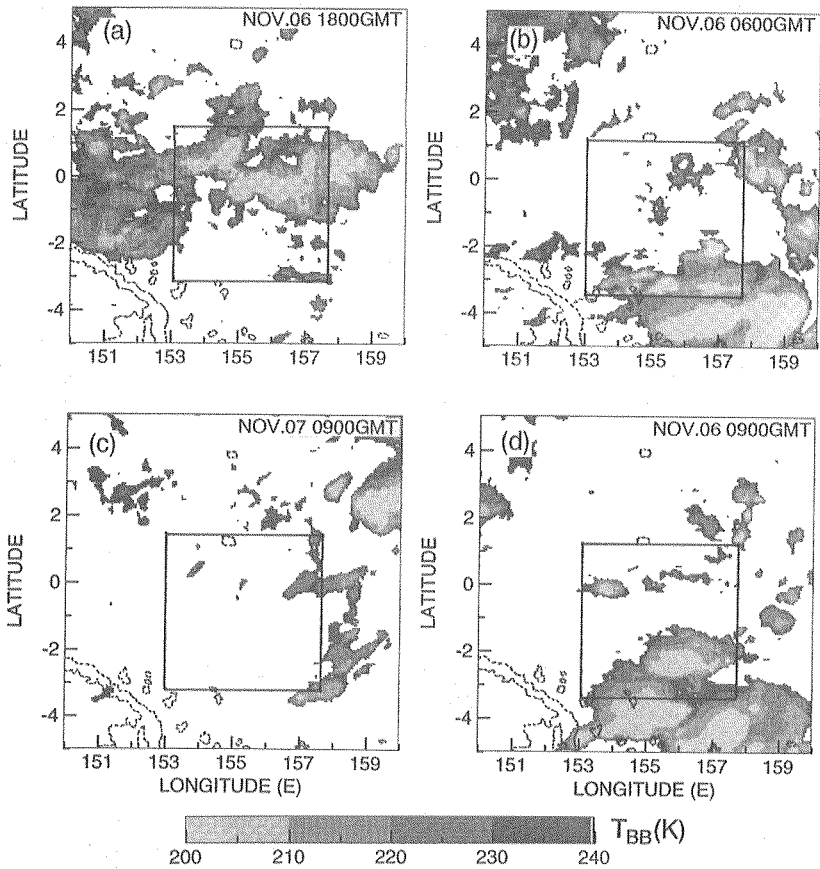 (a)
NOV.06 1800GMT
LATITUDE
4
2
0
-2
-4
151 153 155 157 159
(b)
NOV.06 0600GMT
LATITUDE
4
2
0
-2
-4
151 153 155 157 159
(c)
NOV.07 0900GMT
LATITUDE
4
2
0
-2
-4
151 153 155 157 159
LONGITUDE (E)
(d)
NOV.06 0900GMT
LATITUDE
4
2
0
-2
-4
151 153 155 157 159
LONGITUDE (E)
TBB(K)
200 210 220 230 240